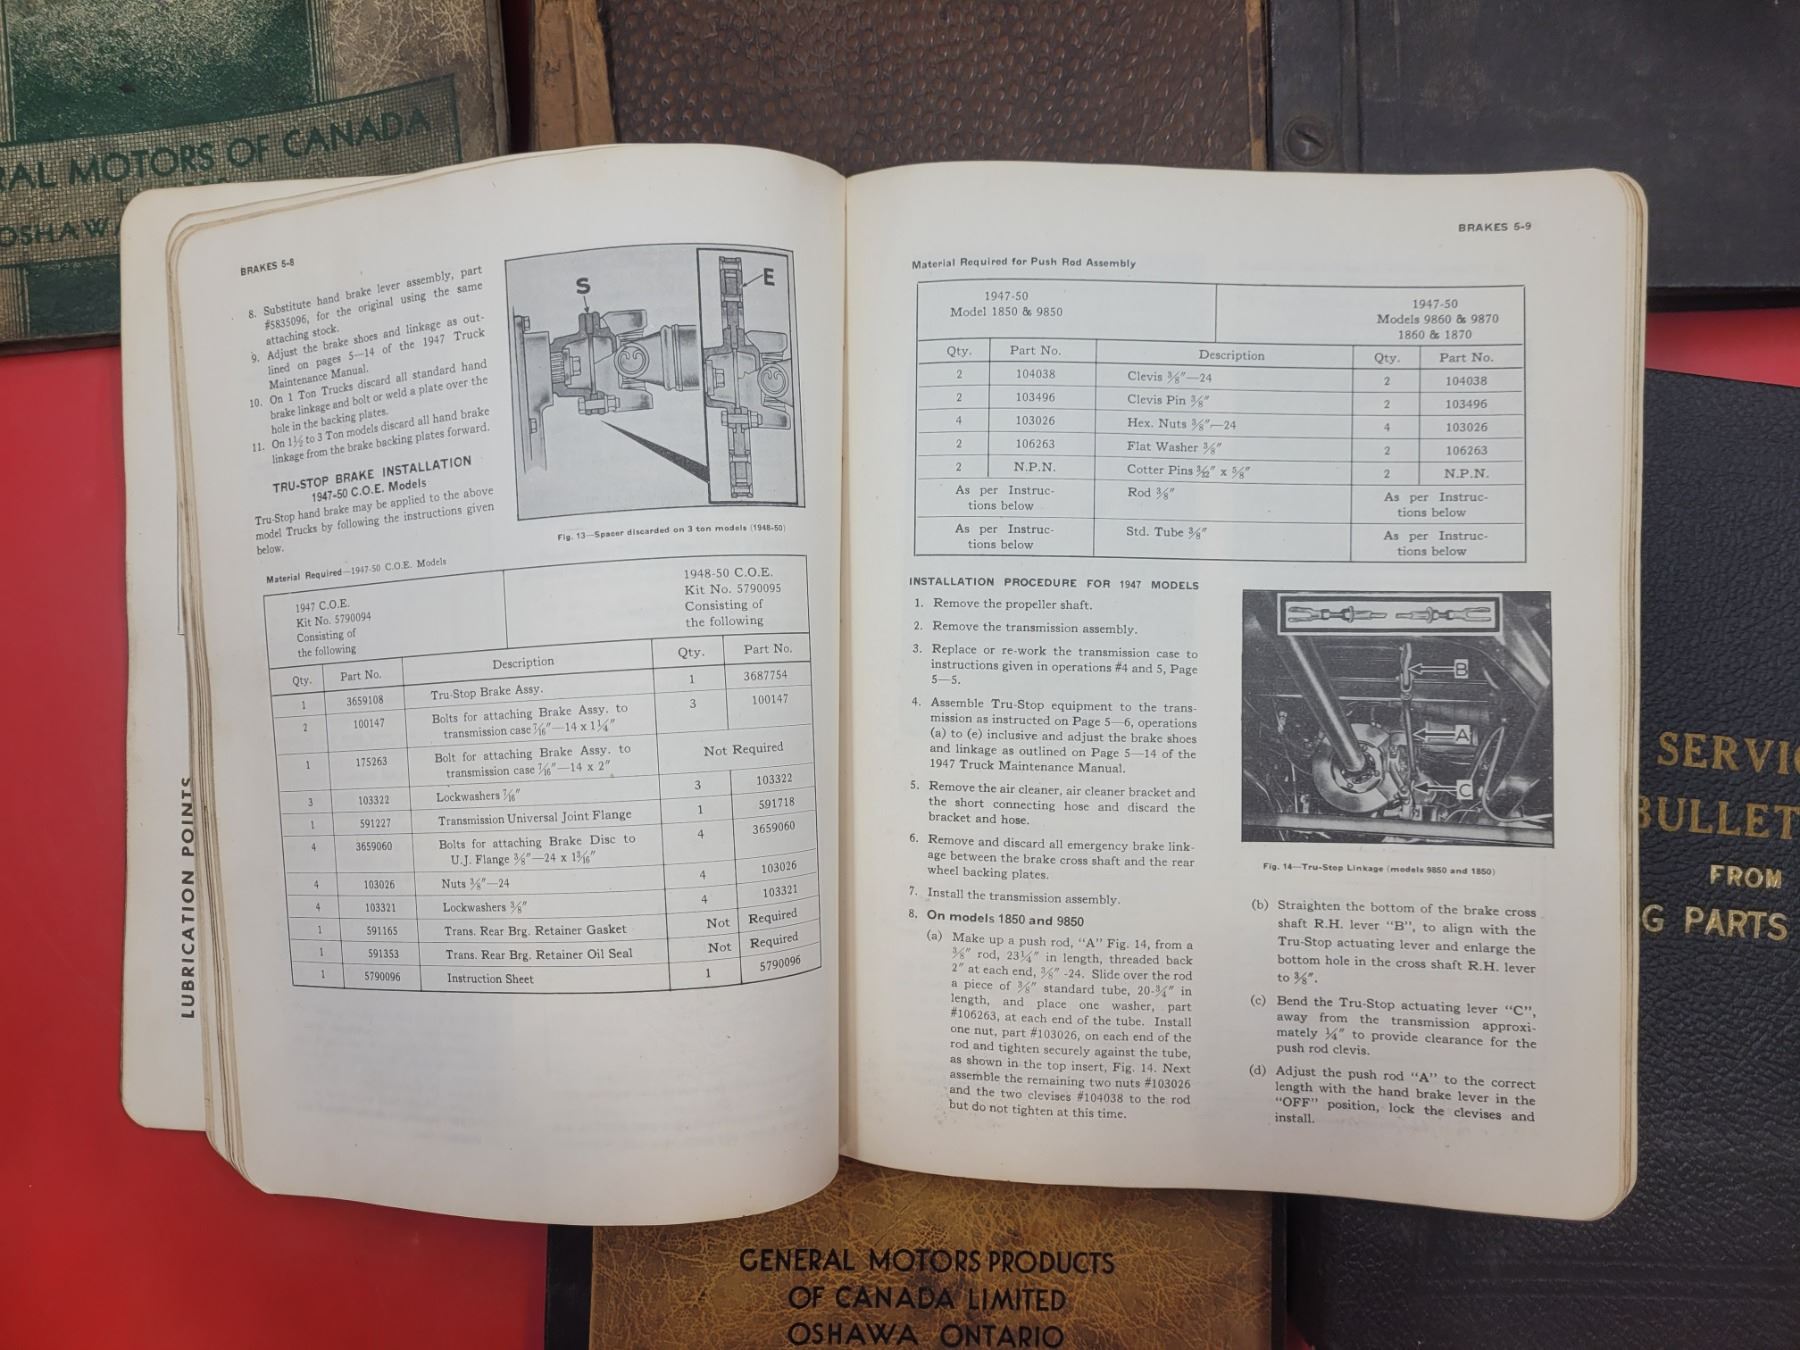 GENERAL MOTORS OF CANADA
OSHAWA
BRAKES 5-8
8. Substitute hand brake lever assembly, part
#5835096, for the original using the same
attaching stock.
9. Adjust the brake shoes and linkage as out-
lined on pages 5—14 of the 1947 Truck
Maintenance Manual.
10. On 1 Ton Trucks discard all standard hand
brake linkage and bolt or weld a plate over the
hole in the backing plates.
11. On 1½ to 3 Ton models discard all hand brake
linkage from the brake backing plates forward.
TRU-STOP BRAKE INSTALLATION
1947-50 C.O.E. Models
Tru-Stop hand brake may be applied to the above
model Trucks by following the instructions given
below.
S
E
Fig. 13—Spacer discarded on 3 ton models (1948-50)
Material Required—1947-50 C.O.E. Models
1947 C.O.E.
Kit No. 5790094
Consisting of
the following
1948-50 C.O.E.
Kit No. 5790095
Consisting of
the following
Qty. Part No. Description Qty. Part No.
1 3659108 Tru-Stop Brake Assy. 1 3687754
2 100147 Bolts for attaching Brake Assy. to 3 100147
transmission case 7/16"—14 x 1¼"
1 175263 Bolt for attaching Brake Assy. to Not Required
transmission case 7/16"—14 x 2"
3 103322 Lockwashers 7/16" 3 103322
1 591227 Transmission Universal Joint Flange 1 591718
4 3659060 Bolts for attaching Brake Disc to 4 3659060
U.J. Flange ⅜"—24 x 1 9/16"
4 103026 Nuts ⅜"—24 4 103026
4 103321 Lockwashers ⅜" 4 103321
1 591165 Trans. Rear Brg. Retainer Gasket Not Required
1 591353 Trans. Rear Brg. Retainer Oil Seal Not Required
1 5790096 Instruction Sheet 1 5790096
LUBRICATION POINTS
BRAKES 5-9
Material Required for Push Rod Assembly
1947-50
Model 1850 & 9850
1947-50
Models 9860 & 9870
1860 & 1870
Qty. Part No. Description Qty. Part No.
2 104038 Clevis ⅜"—24 2 104038
2 103496 Clevis Pin ⅜" 2 103496
4 103026 Hex. Nuts ⅜"—24 4 103026
2 106263 Flat Washer ⅜" 2 106263
2 N.P.N. Cotter Pins 3/32" x ⅝" 2 N.P.N.
As per Instruc- Rod ⅜" As per Instruc-
tions below tions below
As per Instruc- Std. Tube ⅜" As per Instruc-
tions below tions below
INSTALLATION PROCEDURE FOR 1947 MODELS
1. Remove the propeller shaft.
2. Remove the transmission assembly.
3. Replace or re-work the transmission case to
instructions given in operations #4 and 5, Page
5—5.
4. Assemble Tru-Stop equipment to the trans-
mission as instructed on Page 5—6, operations
(a) to (e) inclusive and adjust the brake shoes
and linkage as outlined on Page 5—14 of the
1947 Truck Maintenance Manual.
5. Remove the air cleaner, air cleaner bracket and
the short connecting hose and discard the
bracket and hose.
6. Remove and discard all emergency brake link-
age between the brake cross shaft and the rear
wheel backing plates.
7. Install the transmission assembly.
8. On models 1850 and 9850
(a) Make up a push rod, "A" Fig. 14, from a
⅜" rod, 23¼" in length, threaded back
2" at each end, ⅜" -24. Slide over the rod
a piece of ⅜" standard tube, 20-¾" in
length, and place one washer, part
#106263, at each end of the tube. Install
one nut, part #103026, on each end of the
rod and tighten securely against the tube,
as shown in the top insert, Fig. 14. Next
assemble the remaining two nuts #103026
and the two clevises #104038 to the rod
but do not tighten at this time.
B
A
C
Fig. 14—Tru-Stop Linkage (models 9850 and 1850)
(b) Straighten the bottom of the brake cross
shaft R.H. lever "B", to align with the
Tru-Stop actuating lever and enlarge the
bottom hole in the cross shaft R.H. lever
to ⅜".
(c) Bend the Tru-Stop actuating lever "C",
away from the transmission approxi-
mately ¼" to provide clearance for the
push rod clevis.
(d) Adjust the push rod "A" to the correct
length with the hand brake lever in the
"OFF" position, lock the clevises and
install.
SERVIC
BULLET
FROM
G PARTS
GENERAL MOTORS PRODUCTS
OF CANADA LIMITED
OSHAWA ONTARIO